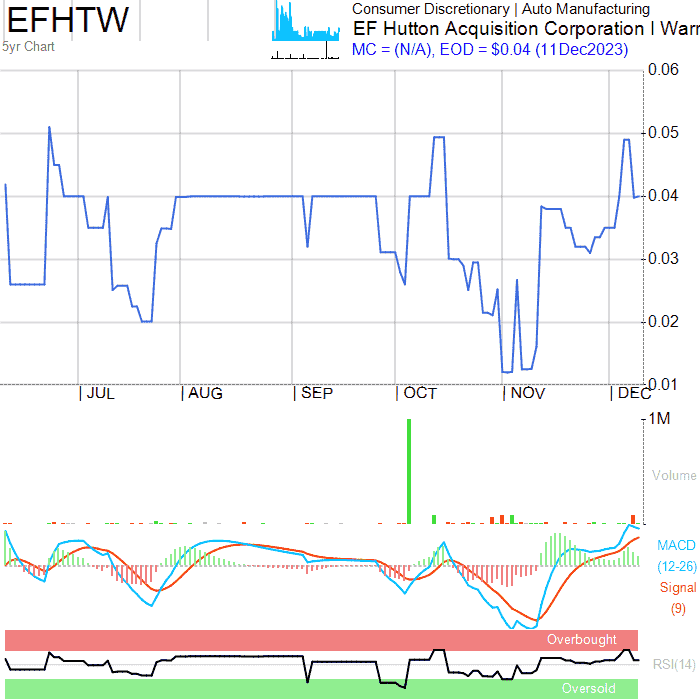 EFHTW
5yr Chart
Consumer Discretionary | Auto Manufacturing
EF Hutton Acquisition Corporation I Warr
MC = (N/A), EOD = $0.04 (11Dec2023)
0.06
0.05
0.04
0.03
0.02
0.01
JUL
AUG
SEP
OCT
NOV
DEC
1M
Volume
MACD
(12-26)
Signal
(9)
Overbought
RSI(14)
Oversold